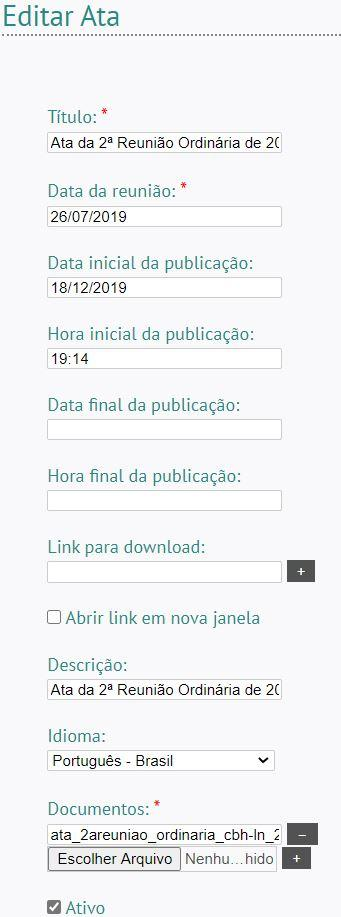 Editar Ata
Título: *
Ata da 2ª Reunião Ordinária de 20
Data da reunião: *
26/07/2019
Data inicial da publicação:
18/12/2019
Hora inicial da publicação:
19:14
Data final da publicação:
Hora final da publicação:
Link para download:
+
Abrir link em nova janela
Descrição:
Ata da 2ª Reunião Ordinária de 20
Idioma:
Português - Brasil
Documentos: *
ata_2areuniao_ordinaria_cbh-ln_2 –
Escolher Arquivo Nenhu...hido +
Ativo